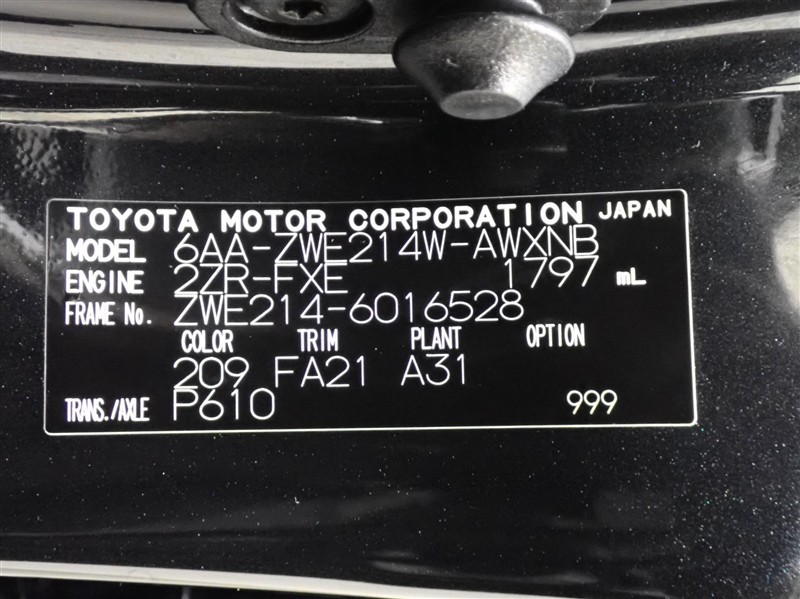 TOYOTA MOTOR CORPORATION JAPAN
MODEL 6AA-ZWE214W-AWXNB
ENGINE 2ZR-FXE 1797 mL
FRAME No. ZWE214-6016528
COLOR TRIM PLANT OPTION
209 FA21 A31
TRANS./AXLE P610 999